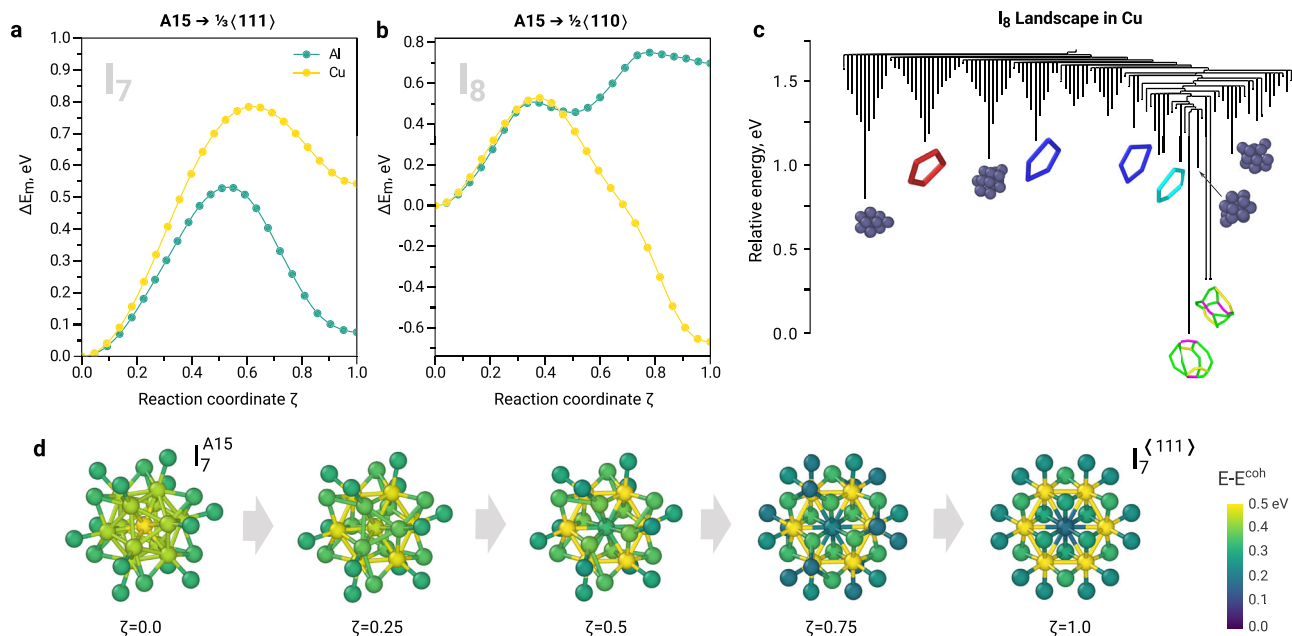 A15 → ⅓⟨111⟩
a
1.0
0.9
0.8
0.7
0.6
0.5
0.4
0.3
0.2
0.1
0.0
ΔEm, eV
I7
Al
Cu
0.0
0.2
0.4
0.6
0.8
1.0
Reaction coordinate ζ
A15 → ½⟨110⟩
b
0.8
0.6
0.4
0.2
0.0
-0.2
-0.4
-0.6
ΔEm, eV
I8
0.0
0.2
0.4
0.6
0.8
1.0
Reaction coordinate ζ
I8 Landscape in Cu
c
1.5
1.0
0.5
0.0
Relative energy, eV
d
I7 A15
I7 ⟨111⟩
ζ=0.0
ζ=0.25
ζ=0.5
ζ=0.75
ζ=1.0
E-Ecoh
0.5 eV
0.4
0.3
0.2
0.1
0.0